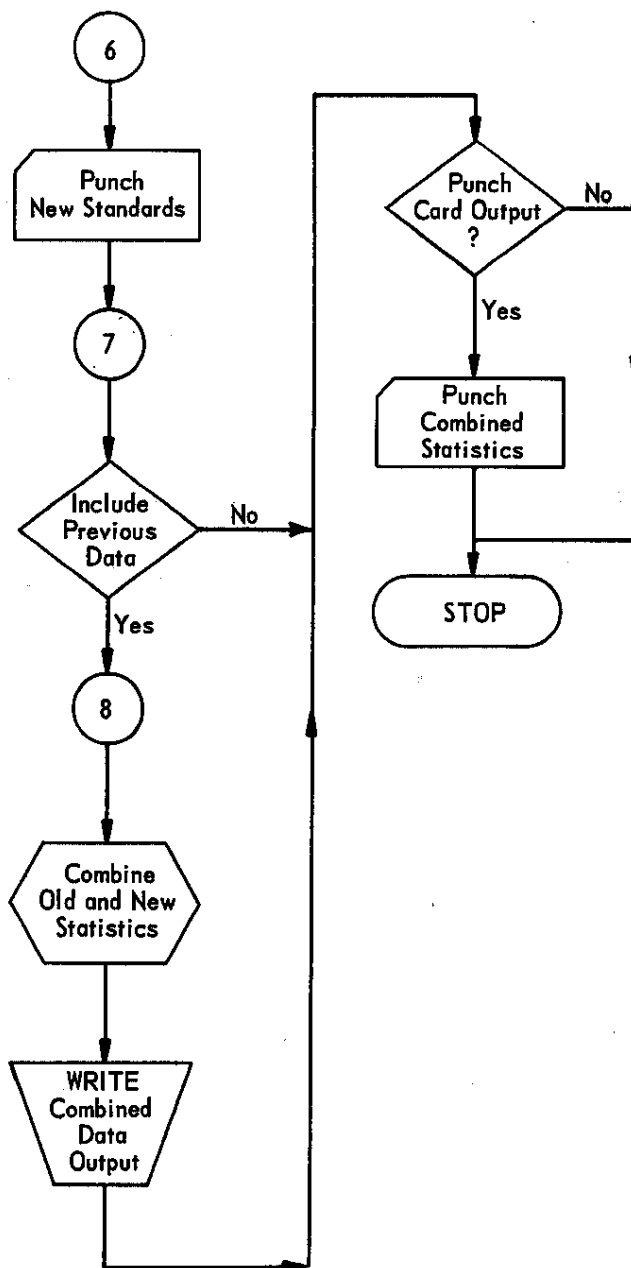 6
Punch
New Standards
7
Include
Previous
Data
No
Yes
8
Combine
Old and New
Statistics
WRITE
Combined
Data
Output
Punch
Card Output
?
No
Yes
Punch
Combined
Statistics
STOP